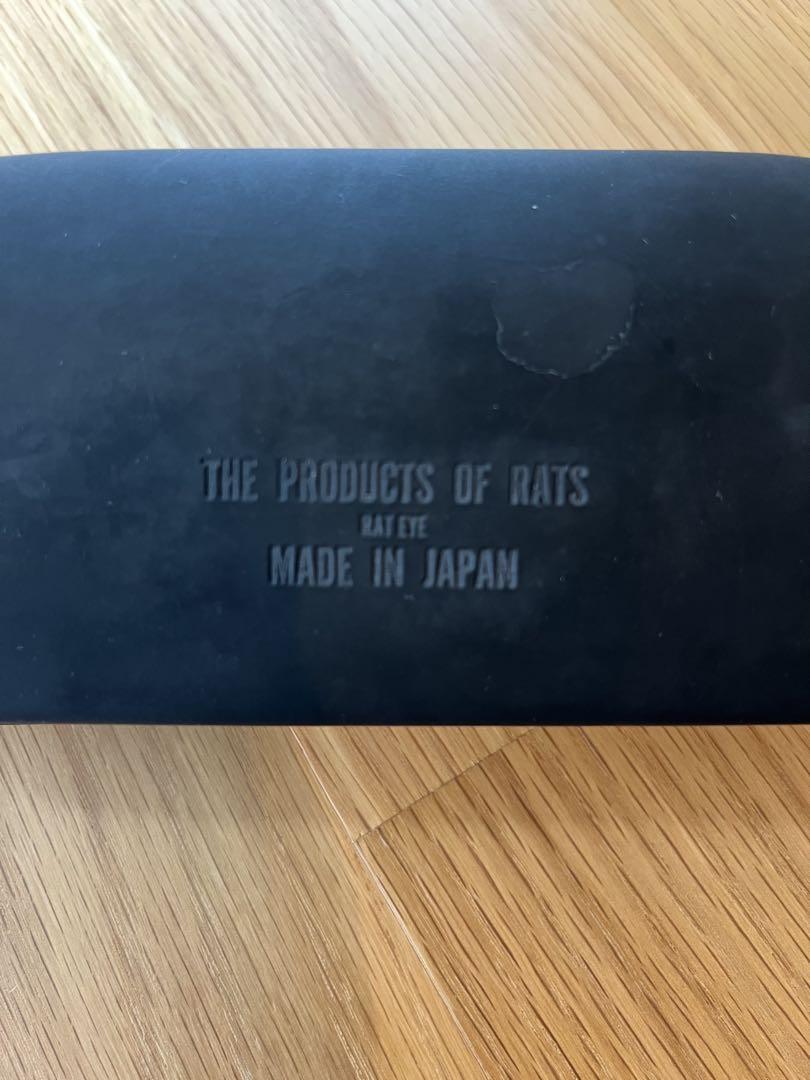 THE PRODUCTS OF RATS
RAT EYE
MADE IN JAPAN